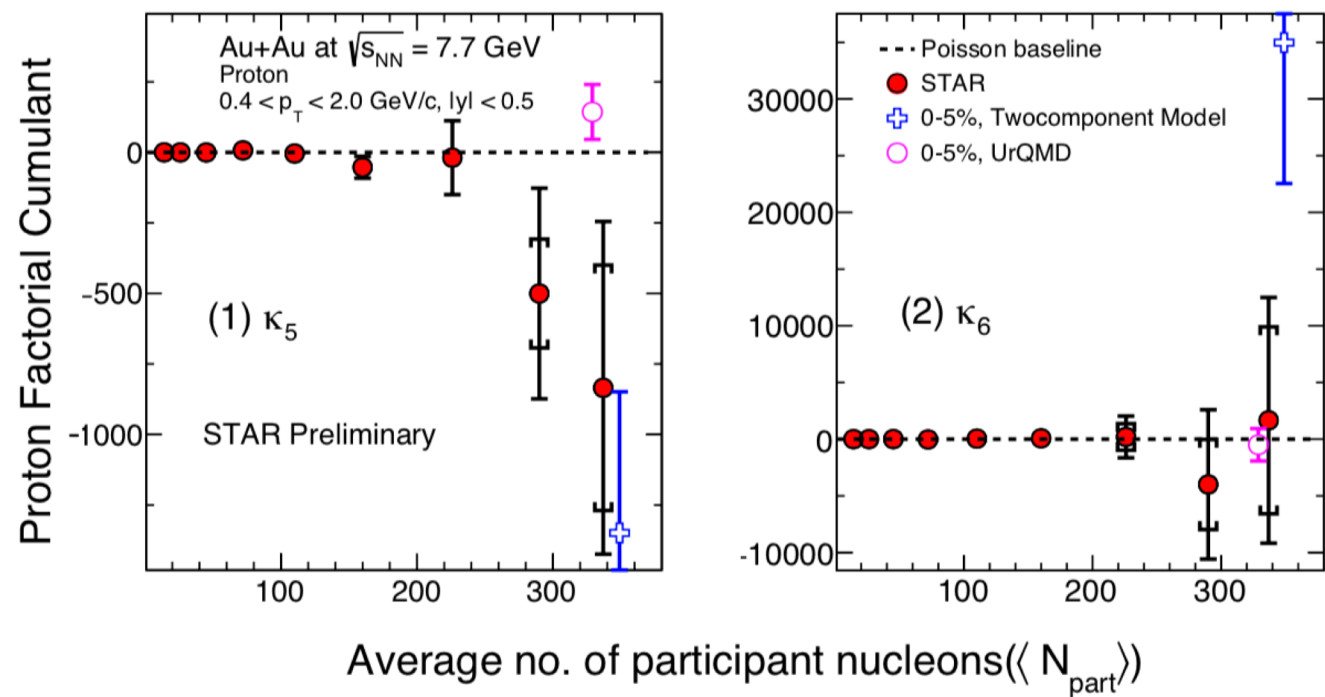 Proton Factorial Cumulant
Au+Au at √sNN = 7.7 GeV
Proton
0.4 < pT < 2.0 GeV/c, |y| < 0.5
0
-500
-1000
(1) κ5
STAR Preliminary
100 200 300
Poisson baseline
STAR
0-5%, Twocomponent Model
0-5%, UrQMD
30000
20000
10000
0
-10000
(2) κ6
100 200 300
Average no. of participant nucleons(⟨ Npart⟩)